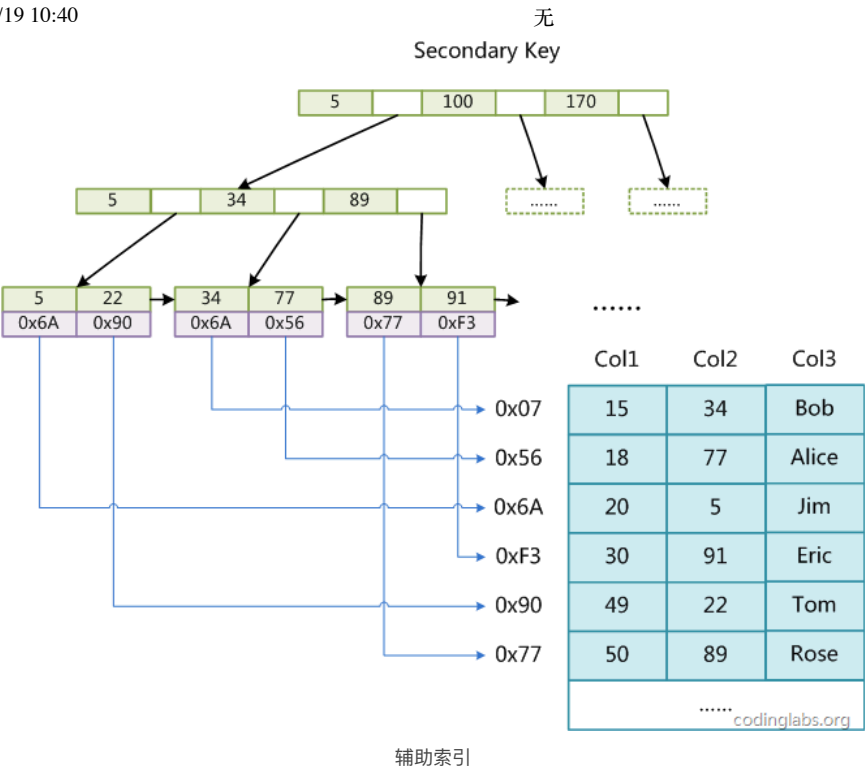 /19 10:40 无
Secondary Key
5 100 170
5 34 89 ...... ......
5 22 34 77 89 91
0x6A 0x90 0x6A 0x56 0x77 0xF3
......
Col1 Col2 Col3
0x07 15 34 Bob
0x56 18 77 Alice
0x6A 20 5 Jim
0xF3 30 91 Eric
0x90 49 22 Tom
0x77 50 89 Rose
......
codinglabs.org
辅助索引